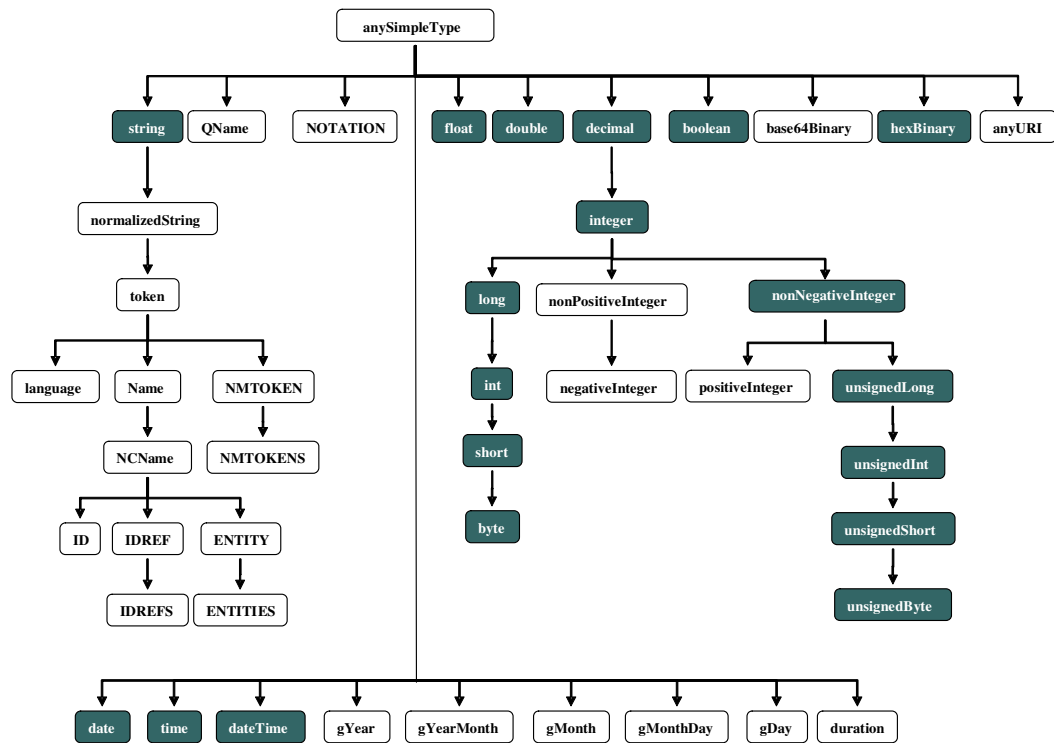 anySimpleType
string QName NOTATION float double decimal boolean base64Binary hexBinary anyURI
normalizedString integer
token long nonPositiveInteger nonNegativeInteger
language Name NMTOKEN int negativeInteger positiveInteger unsignedLong
NCName NMTOKENS short unsignedInt
ID IDREF ENTITY byte unsignedShort
IDREFS ENTITIES unsignedByte
date time dateTime gYear gYearMonth gMonth gMonthDay gDay duration